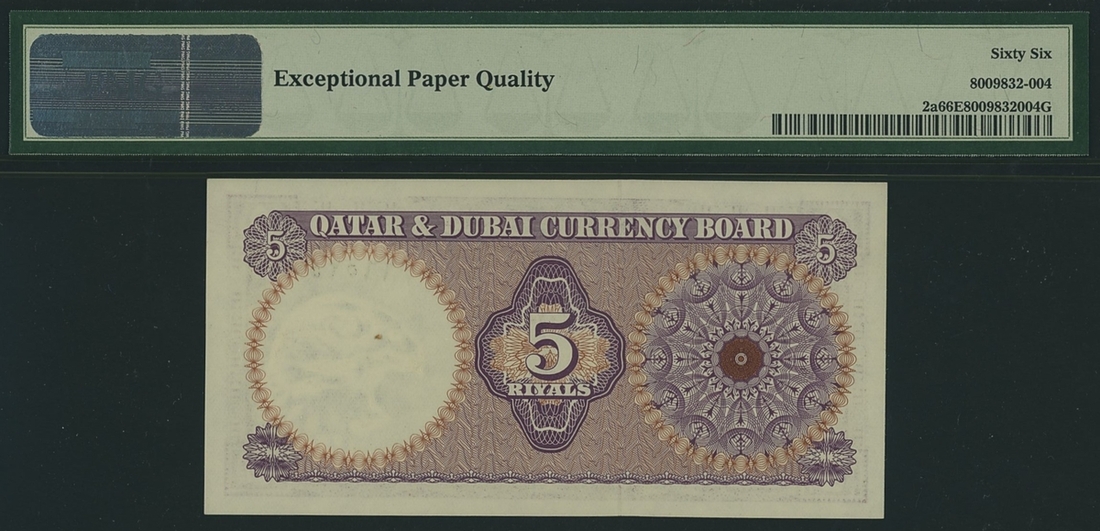 Exceptional Paper Quality
Sixty Six
8009832-004
2a66E8009832004G
QATAR & DUBAI CURRENCY BOARD
5
5
5
RIYALS